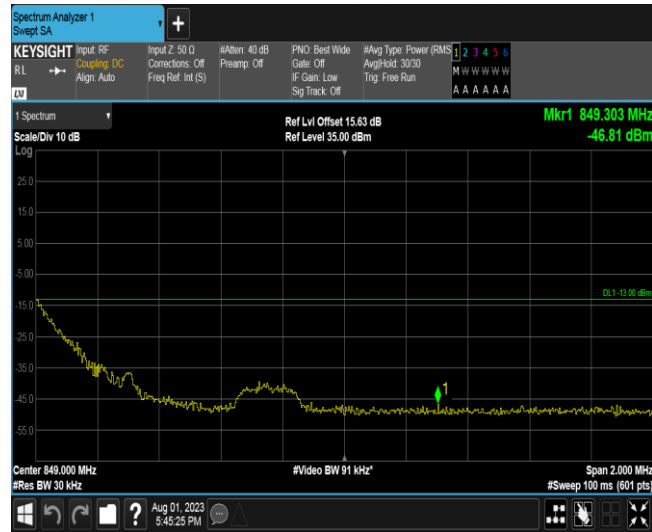 Spectrum Analyzer 1
Swept SA
+
KEYSIGHT Input: RF Input Z: 50 Ω #Atten: 40 dB PNO: Best Wide #Avg Type: Power (RMS 1 2 3 4 5 6
RL Coupling: DC Corrections: Off Preamp: Off Gate: Off Avg|Hold: 30/30 M W W W W W
Align: Auto Freq Ref: Int (S) IF Gain: Low Trig: Free Run
LXI Sig Track: Off A A A A A A
1 Spectrum Ref Lvl Offset 15.63 dB Mkr1 849.303 MHz
Scale/Div 10 dB Ref Level 35.00 dBm -46.81 dBm
Log
25.0
15.0
5.00
-5.00
DL1 -13.00 dBm
-15.0
-25.0
-35.0
1
-45.0
-55.0
Center 849.000 MHz #Video BW 91 kHz* Span 2.000 MHz
#Res BW 30 kHz #Sweep 100 ms (601 pts)
? Aug 01, 2023
5:45:25 PM